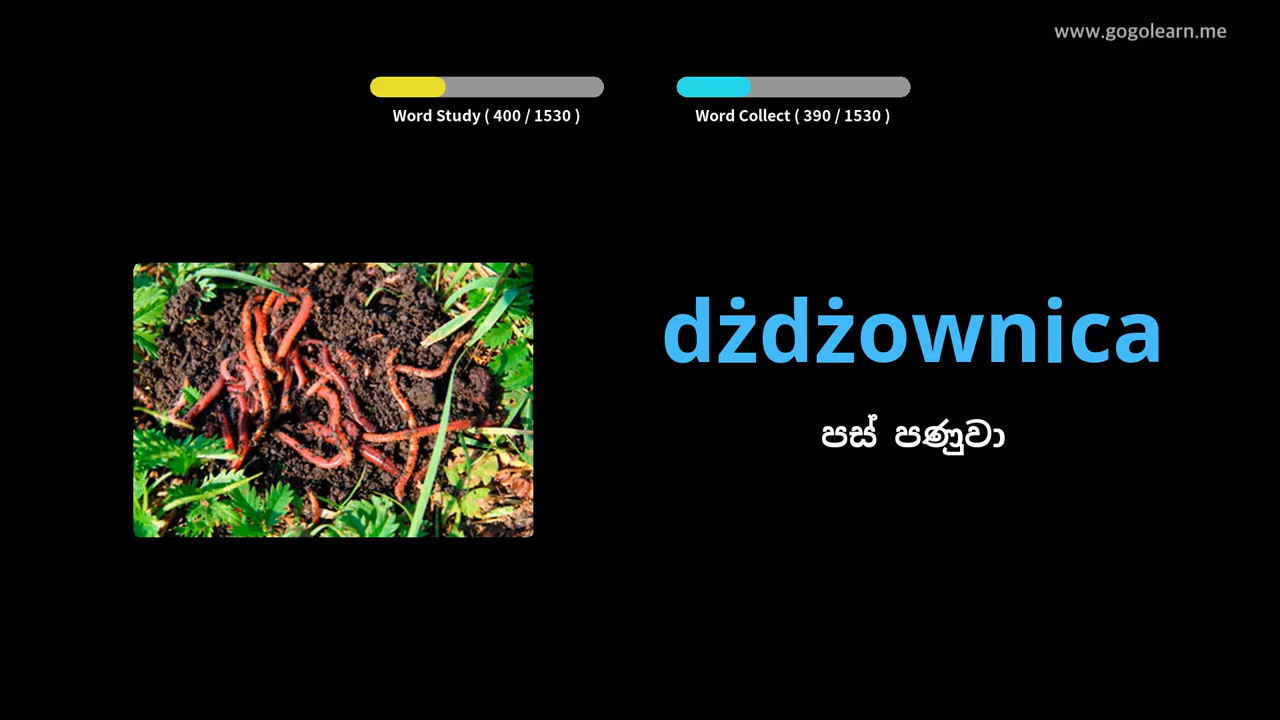 www.gogolearn.me
Word Study ( 400 / 1530 )
Word Collect ( 390 / 1530 )
dżdżownica
පස් පණුවා